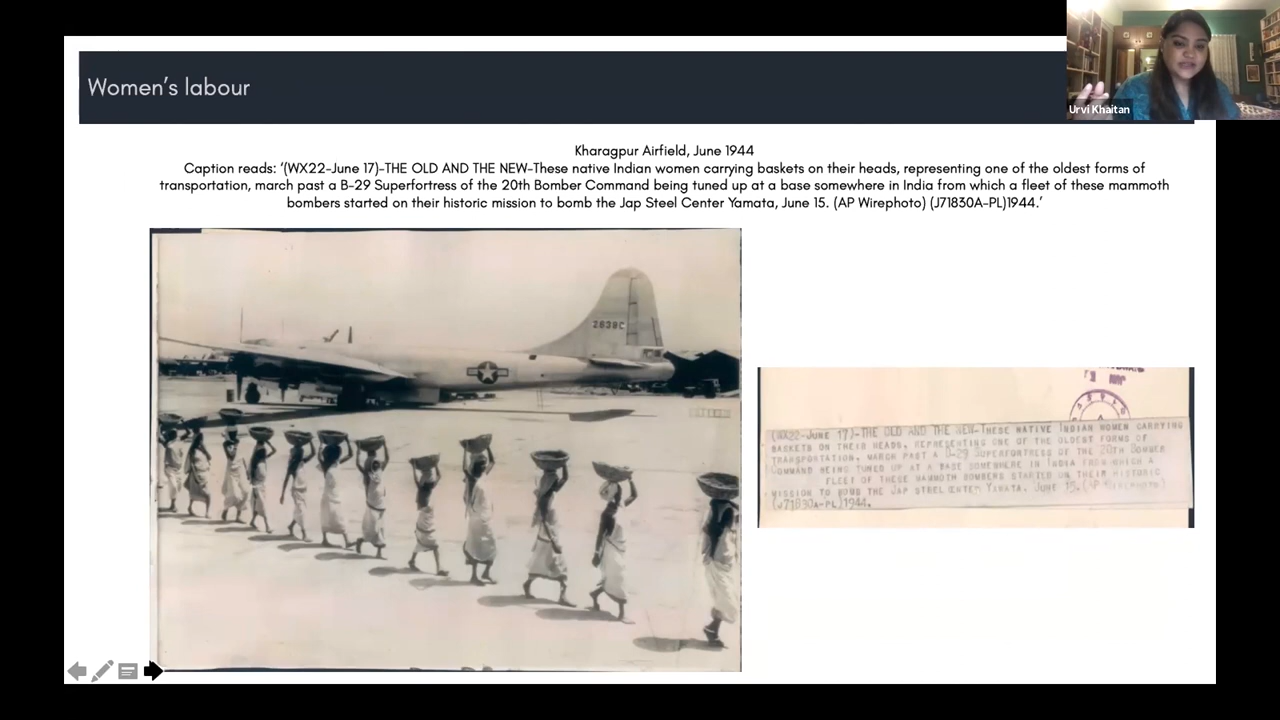 Women's labour
Urvi Khaitan
Kharagpur Airfield, June 1944
Caption reads: '(WX22-June 17)-THE OLD AND THE NEW-These native Indian women carrying baskets on their heads, representing one of the oldest forms of
transportation, march past a B-29 Superfortress of the 20th Bomber Command being tuned up at a base somewhere in India from which a fleet of these mammoth
bombers started on their historic mission to bomb the Jap Steel Center Yamata, June 15. (AP Wirephoto) (J71830A-PL)1944.'
(WX22-JUNE 17)-THE OLD AND THE NEW-THESE NATIVE INDIAN WOMEN CARRYING
BASKETS ON THEIR HEADS, REPRESENTING ONE OF THE OLDEST FORMS OF
TRANSPORTATION, MARCH PAST A B-29 SUPERFORTRESS OF THE 20TH BOMBER
COMMAND BEING TUNED UP AT A BASE SOMEWHERE IN INDIA FROM WHICH A
FLEET OF THESE MAMMOTH BOMBERS STARTED ON THEIR HISTORIC
MISSION TO BOMB THE JAP STEEL CENTER YAMATA, JUNE 15.(AP WIREPHOTO)
(J71830A-PL)1944.